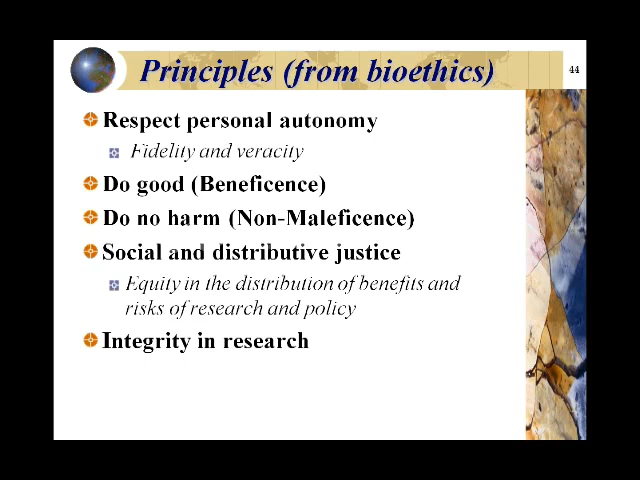 Principles (from bioethics)
44
Respect personal autonomy
Fidelity and veracity
Do good (Beneficence)
Do no harm (Non-Maleficence)
Social and distributive justice
Equity in the distribution of benefits and
risks of research and policy
Integrity in research